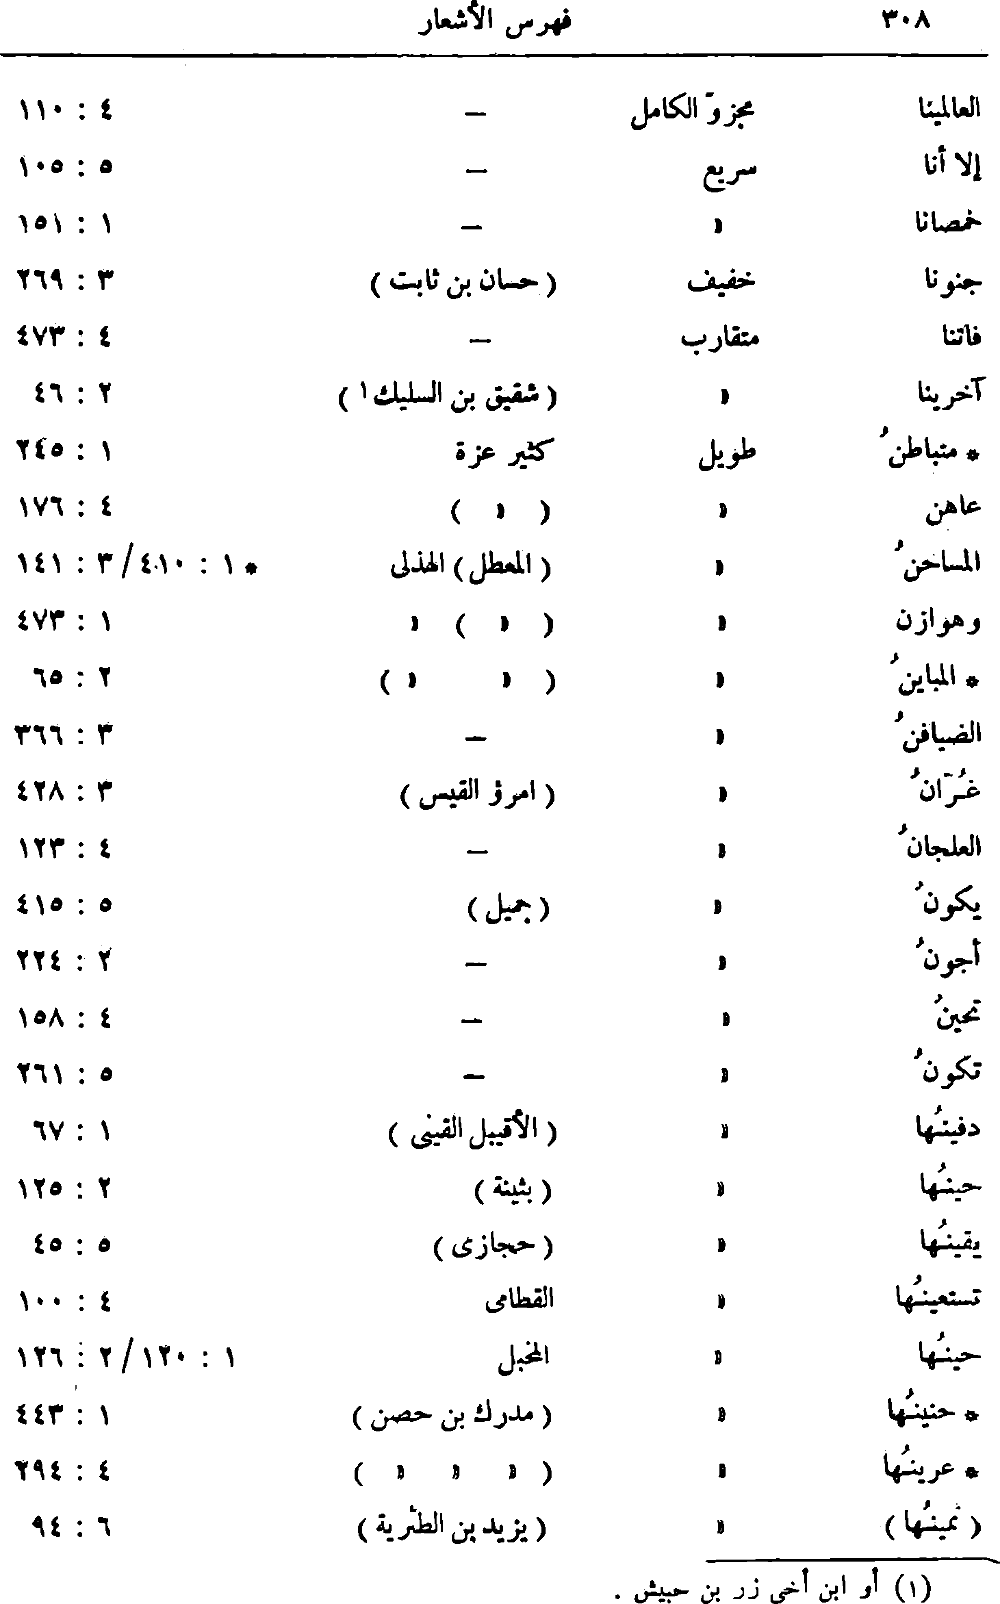 ٣٠٨ فهرس الأشعار
العالمينا مجزوّ الكامل — ٤ : ١١٠
إلا أنا سريع — ٥ : ١٠٥
خمصانا » — ١ : ١٥١
جنونا خفيف ( حسان بن ثابت ) ٣ : ٢٦٩
فاتنا متقارب — ٤ : ٤٧٣
آخرينا » ( شقيق بن السليك ١ ) ٢ : ٤٦
* متباطنُ طويل كثير عزة ١ : ٢٤٥
عاهن » ( » ) ٤ : ١٧٦
المساخنُ » ( المعطل ) الهذلى * ١ : ٤١٠ / ٣ : ١٤١
وهوازن » ( » ) » ١ : ٤٧٣
* المباينُ » ( » » ) ٢ : ٦٥
الضيافنُ » — ٣ : ٣٦٦
غُرّانُ » ( امرؤ القيس ) ٣ : ٤٢٨
العلجانُ » — ٤ : ١٢٣
يكونُ » ( جميل ) ٥ : ٤١٥
أجونُ » — ٢ : ٢٢٤
تحينُ » — ٤ : ١٥٨
تكونُ » — ٥ : ٢٦١
دفينُها » ( الأقيبل القينى ) ١ : ٦٧
حينُها » ( بثينة ) ٢ : ١٢٥
يقينُها » ( حجازى ) ٥ : ٤٥
تستعينُها » القطامى ٤ : ١٠٠
حينُها » المخبل ١ : ١٢٠ / ٢ : ١٢٦
* حنينُها » ( مدرك بن حصن ) ١ : ٤٤٣
* عرينُها » ( » » » ) ٤ : ٢٩٤
( ثمينُها ) » ( يزيد بن الطثرية ) ٦ : ٩٤
(١) أو ابن أخى زر بن حبيش .